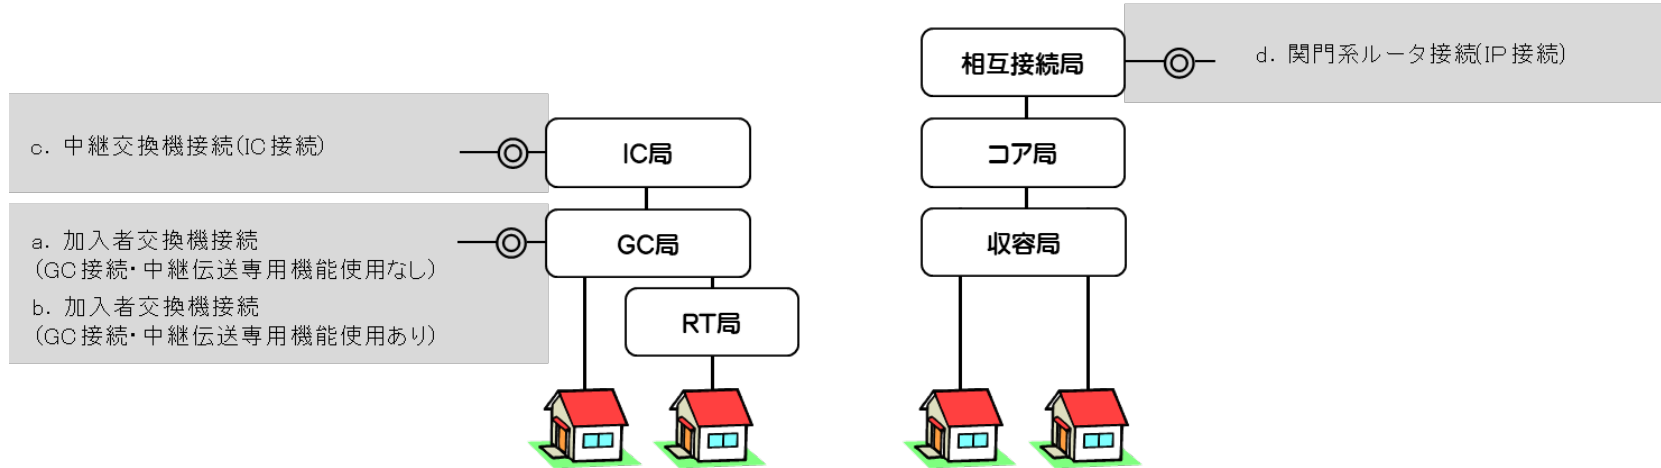 相互接続局
d. 関門系ルータ接続(IP接続)
c. 中継交換機接続(IC接続)
IC局
コア局
a. 加入者交換機接続
(GC接続・中継伝送専用機能使用なし)
b. 加入者交換機接続
(GC接続・中継伝送専用機能使用あり)
GC局
収容局
RT局